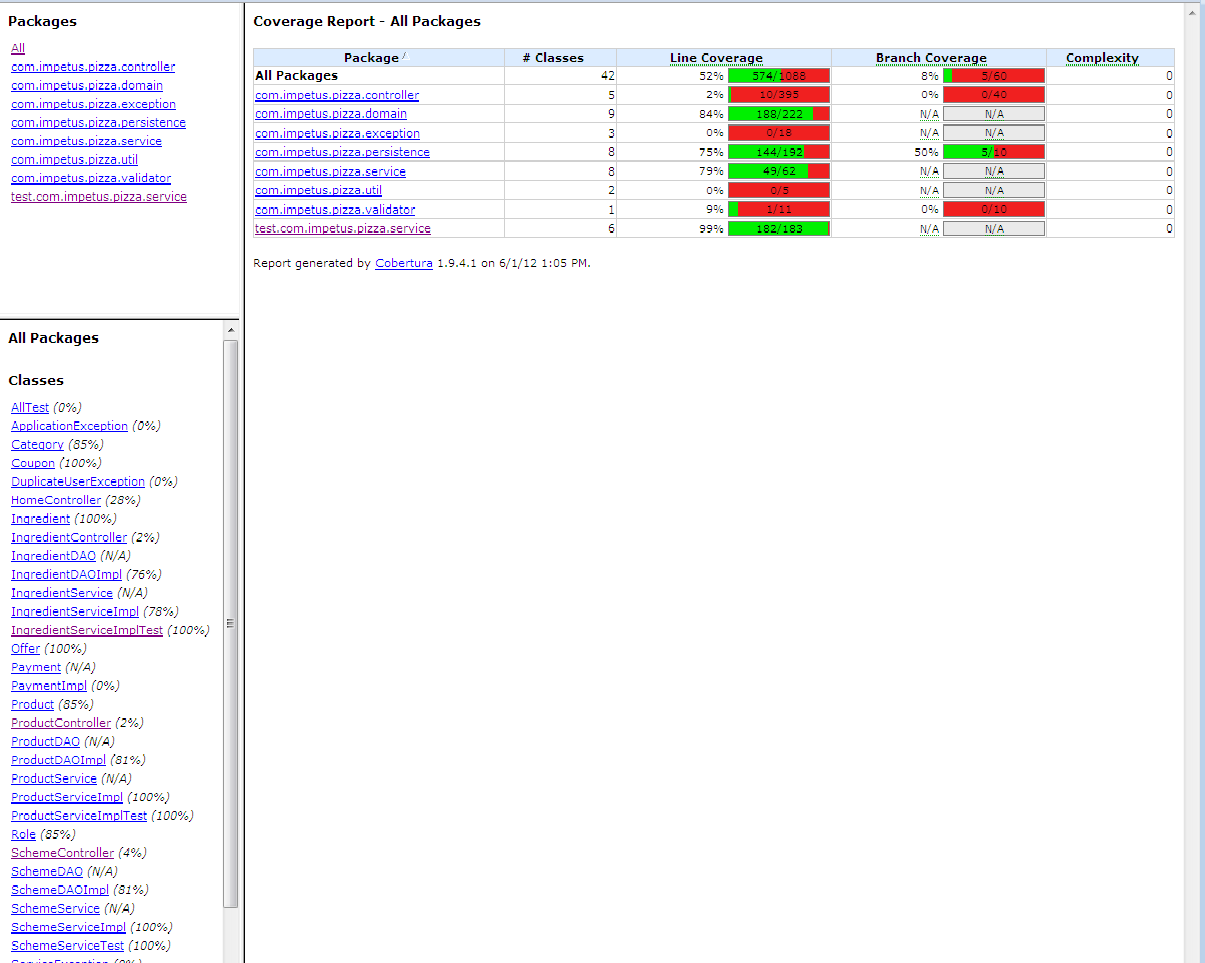 Packages
All
com.impetus.pizza.controller
com.impetus.pizza.domain
com.impetus.pizza.exception
com.impetus.pizza.persistence
com.impetus.pizza.service
com.impetus.pizza.util
com.impetus.pizza.validator
test.com.impetus.pizza.service
All Packages
Classes
AllTest (0%)
ApplicationException (0%)
Category (85%)
Coupon (100%)
DuplicateUserException (0%)
HomeController (28%)
Ingredient (100%)
IngredientController (2%)
IngredientDAO (N/A)
IngredientDAOImpl (76%)
IngredientService (N/A)
IngredientServiceImpl (78%)
IngredientServiceImplTest (100%)
Offer (100%)
Payment (N/A)
PaymentImpl (0%)
Product (85%)
ProductController (2%)
ProductDAO (N/A)
ProductDAOImpl (81%)
ProductService (N/A)
ProductServiceImpl (100%)
ProductServiceImplTest (100%)
Role (85%)
SchemeController (4%)
SchemeDAO (N/A)
SchemeDAOImpl (81%)
SchemeService (N/A)
SchemeServiceImpl (100%)
SchemeServiceTest (100%)
ServiceException (0%)
Coverage Report - All Packages
Package # Classes Line Coverage Branch Coverage Complexity
All Packages 42 52% 574/1088 8% 5/60 0
com.impetus.pizza.controller 5 2% 10/395 0% 0/40 0
com.impetus.pizza.domain 9 84% 188/222 N/A N/A 0
com.impetus.pizza.exception 3 0% 0/18 N/A N/A 0
com.impetus.pizza.persistence 8 75% 144/192 50% 5/10 0
com.impetus.pizza.service 8 79% 49/62 N/A N/A 0
com.impetus.pizza.util 2 0% 0/5 N/A N/A 0
com.impetus.pizza.validator 1 9% 1/11 0% 0/10 0
test.com.impetus.pizza.service 6 99% 182/183 N/A N/A 0
Report generated by Cobertura 1.9.4.1 on 6/1/12 1:05 PM.